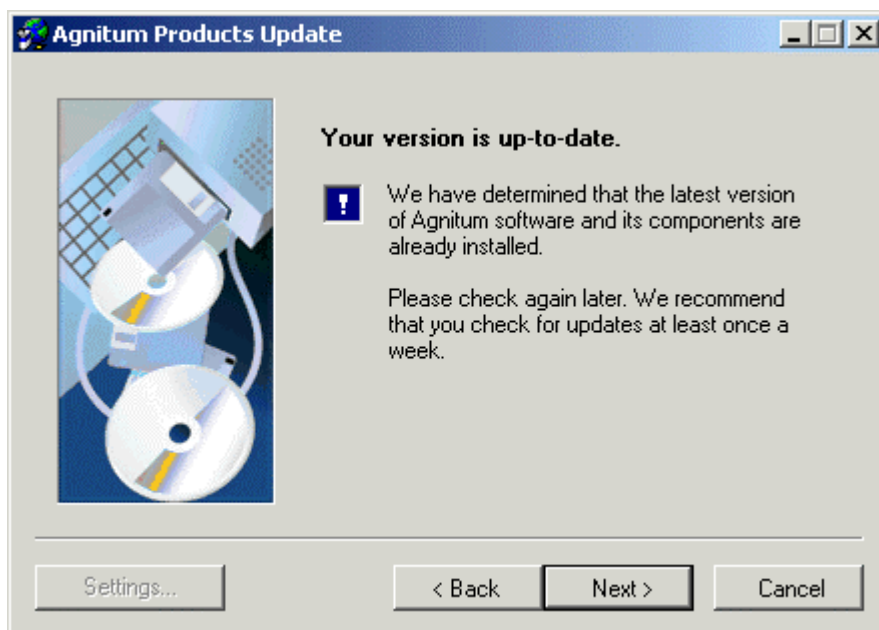 Agnitum Products Update
Your version is up-to-date.
We have determined that the latest version
of Agnitum software and its components are
already installed.
Please check again later. We recommend
that you check for updates at least once a
week.
Settings...
< Back
Next >
Cancel